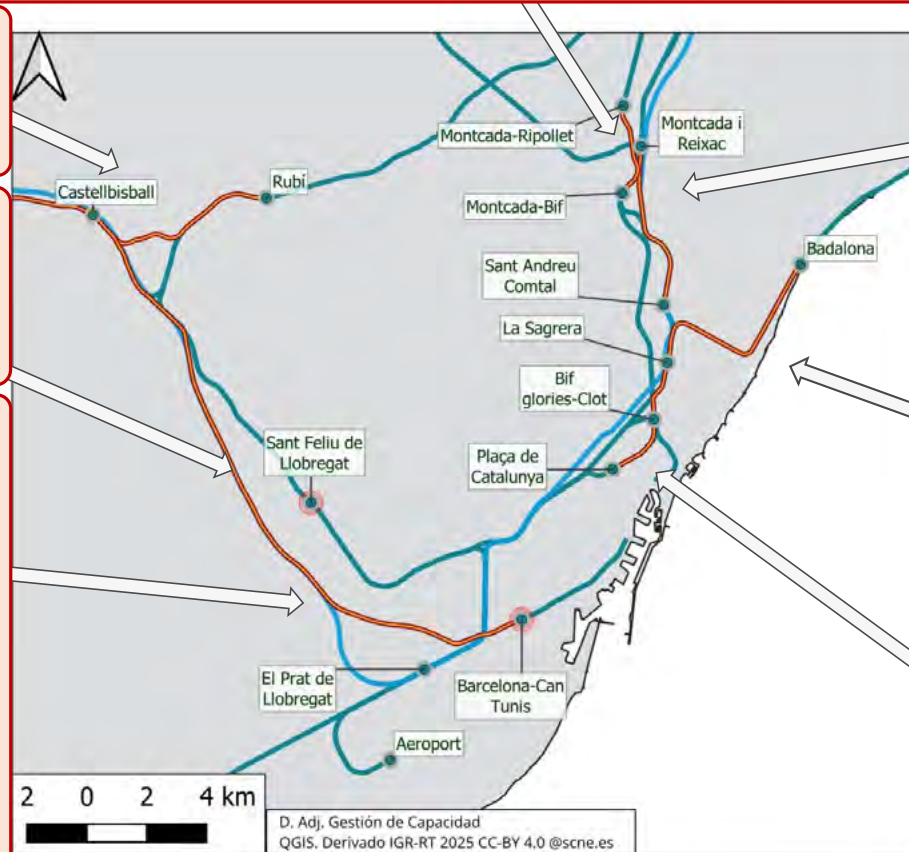 Montcada-Ripollet
Montcada i
Reixac
Rubí
Castellbisball
Montcada-Bif
Badalona
Sant Andreu
Comtal
La Sagrera
Bif
glories-Clot
Sant Feliu de
Llobregat
Plaça de
Catalunya
El Prat de
Llobregat
Barcelona-Can
Tunis
Aeroport
2 0 2 4 km
D. Adj. Gestión de Capacidad
QGIS. Derivado IGR-RT 2025 CC-BY 4.0 @scne.es